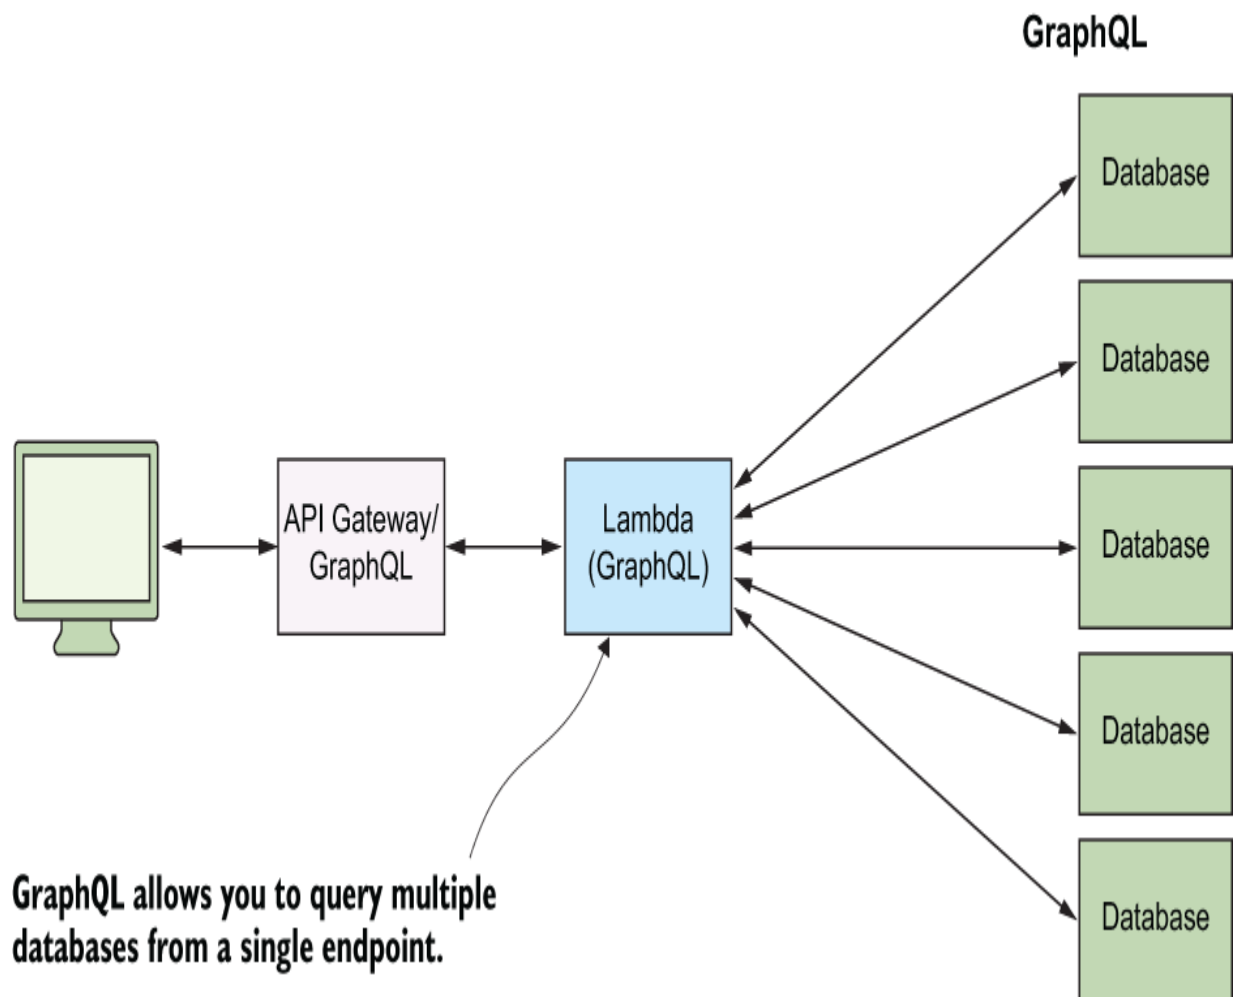 GraphQL
Database
Database
API Gateway/
GraphQL
Lambda
(GraphQL)
Database
Database
Database
GraphQL allows you to query multiple
databases from a single endpoint.